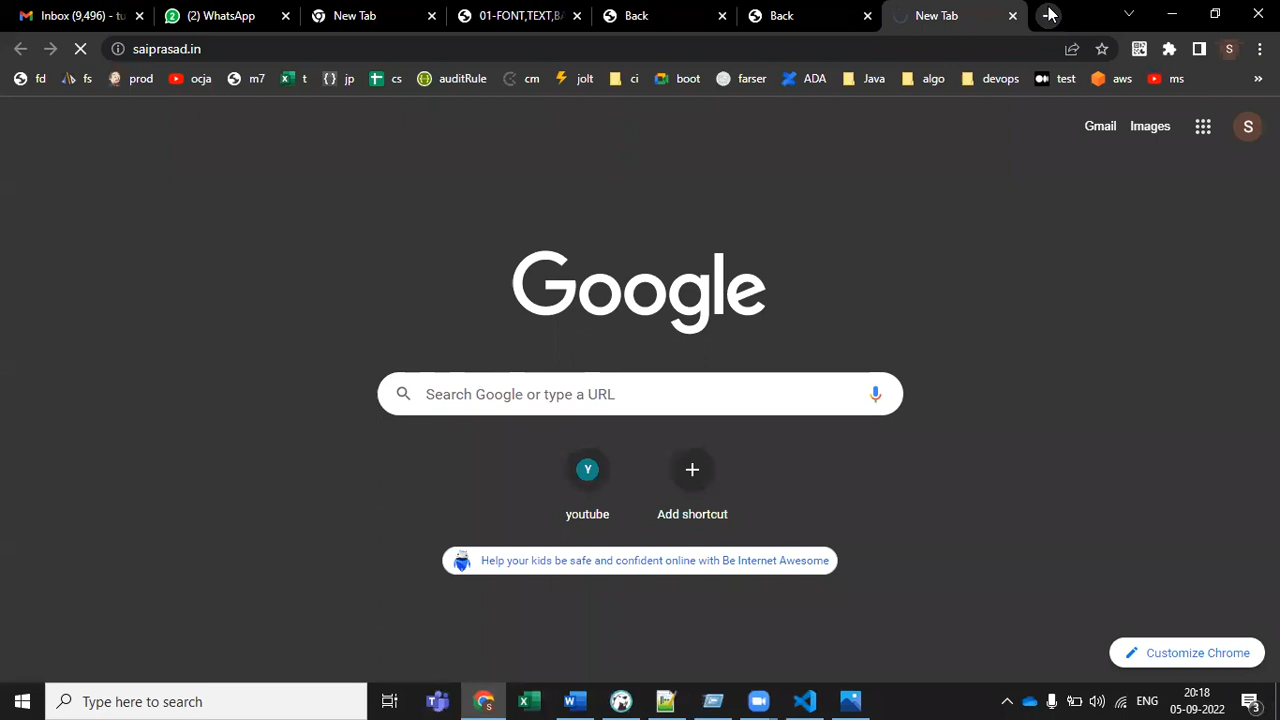 Inbox (9,496) - tu
(2) WhatsApp
New Tab
01-FONT,TEXT,BA
Back
Back
New Tab
saiprasad.in
fd
fs
prod
ocja
m7
t
jp
cs
auditRule
cm
jolt
ci
boot
farser
ADA
Java
algo
devops
test
aws
ms
Gmail
Images
S
Google
Search Google or type a URL
Y
youtube
Add shortcut
Help your kids be safe and confident online with Be Internet Awesome
Customize Chrome
Type here to search
ENG
20:18
05-09-2022
3